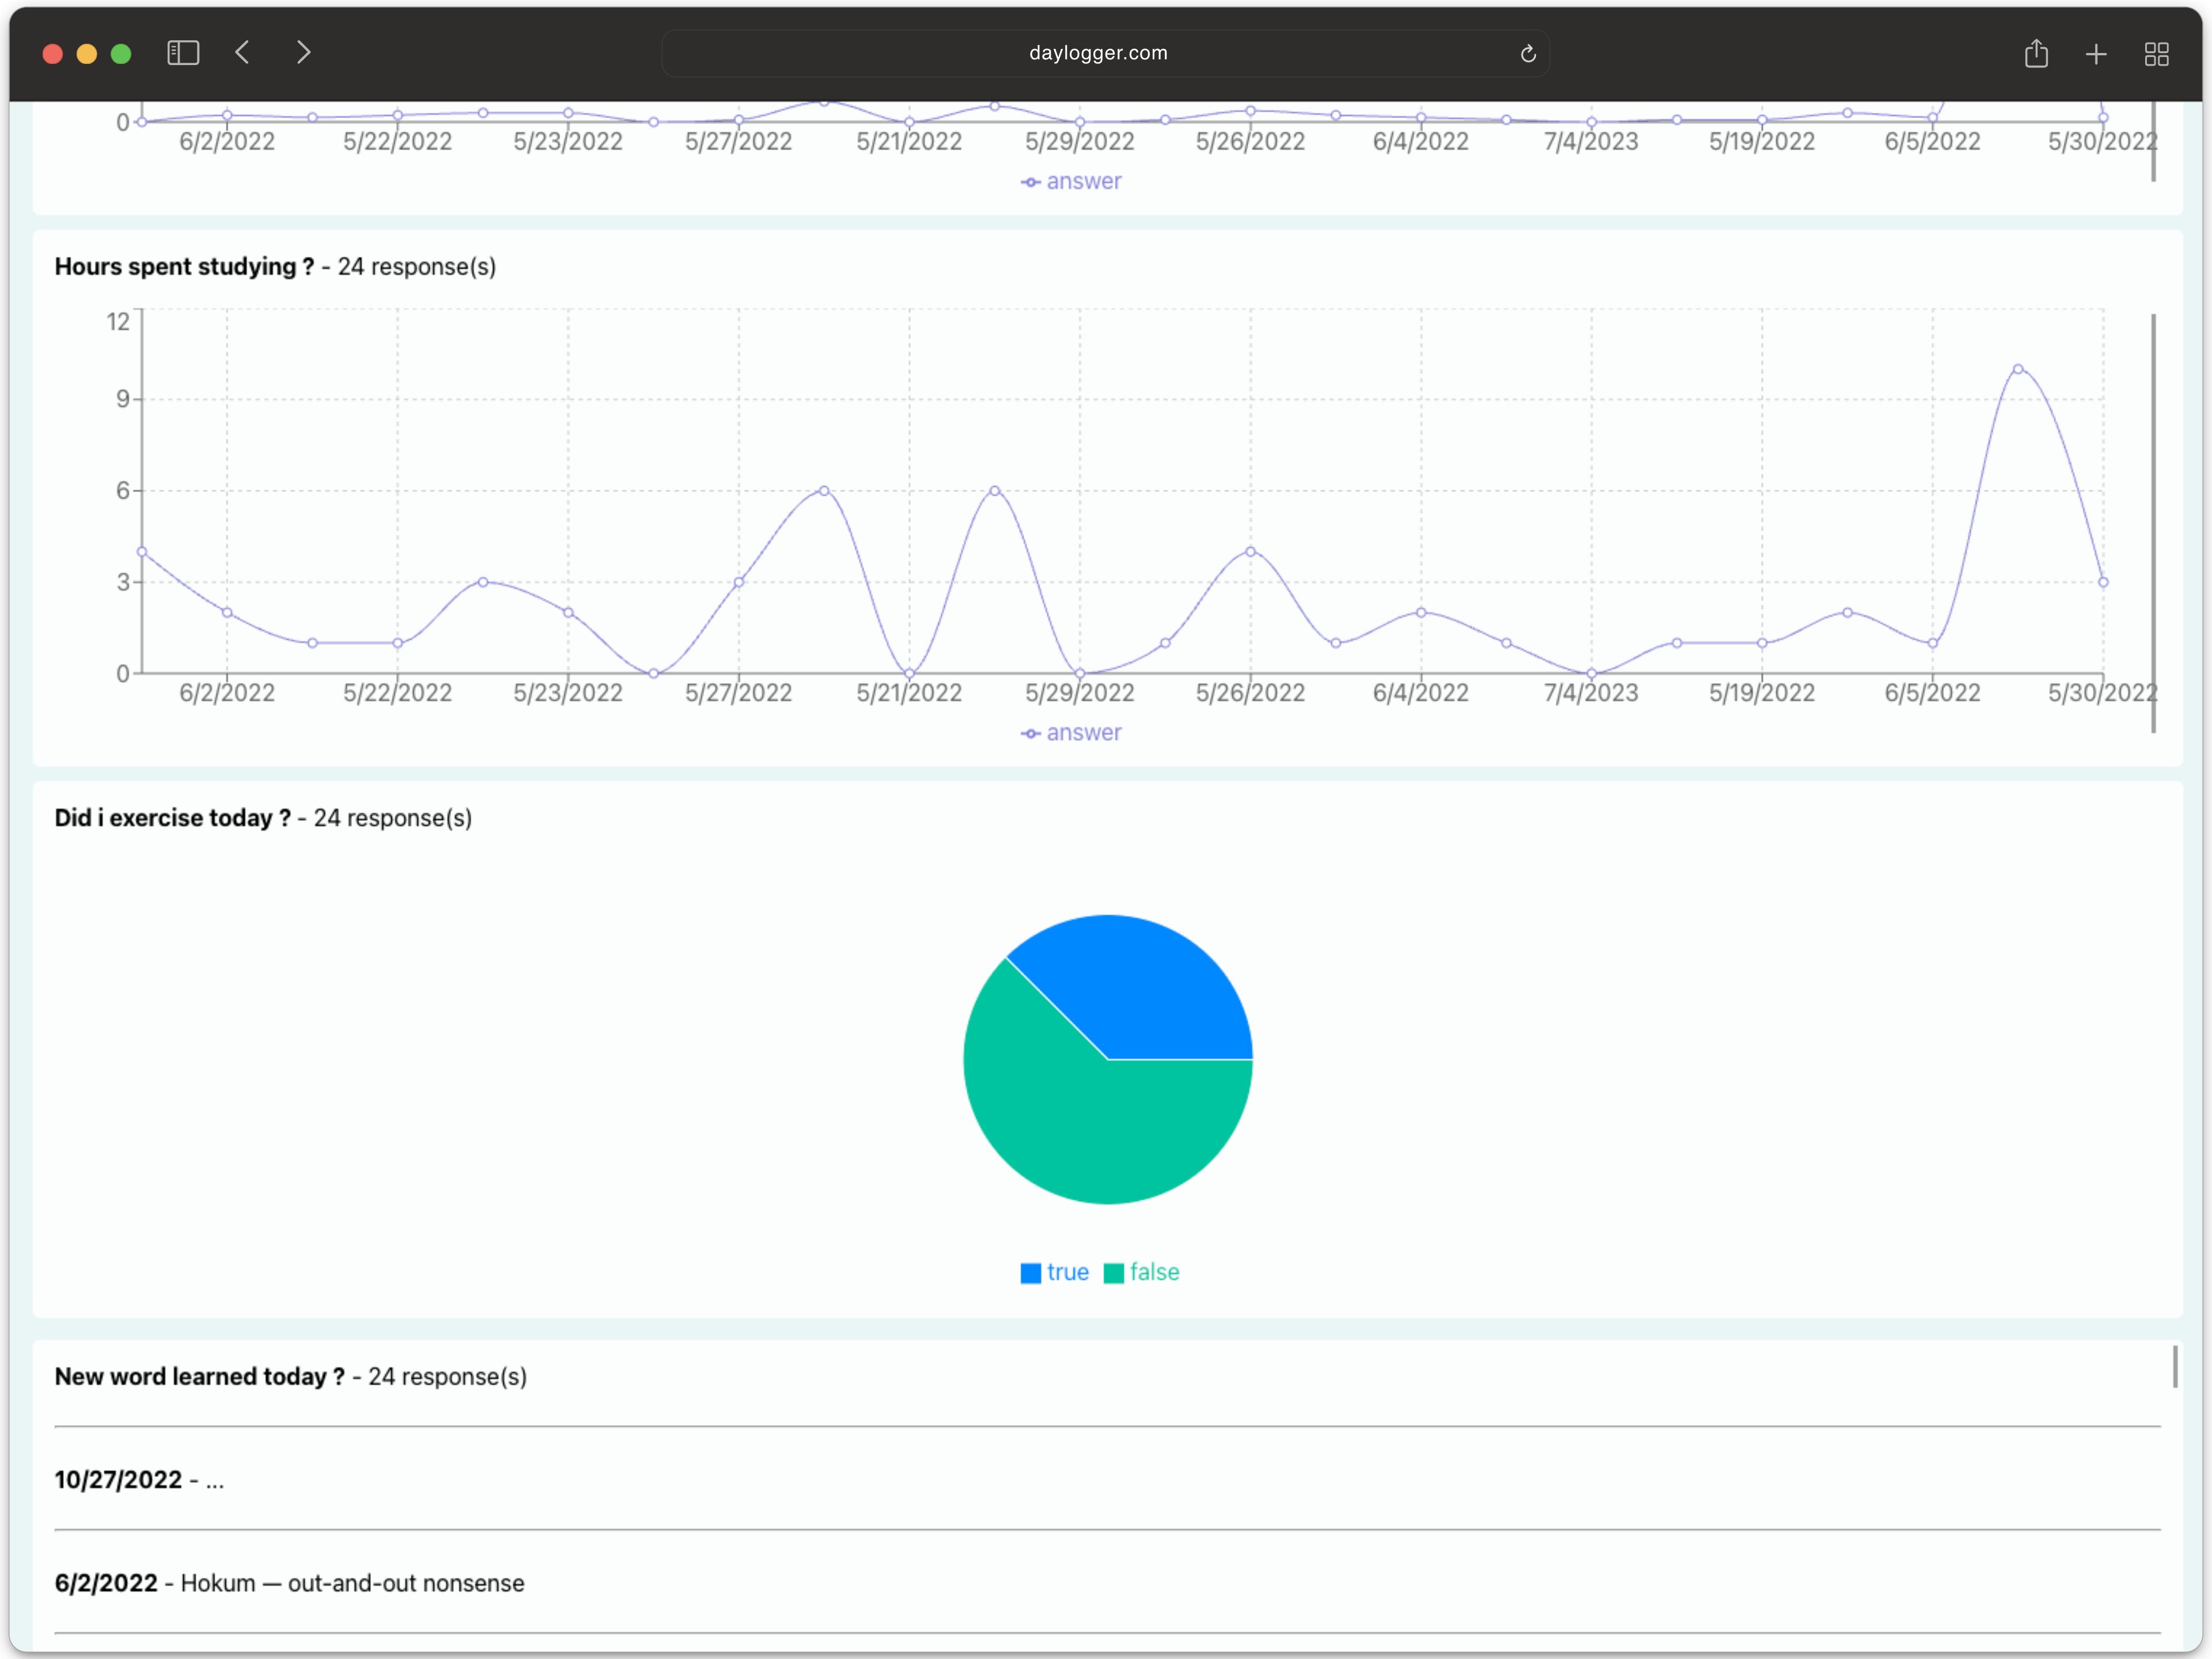 daylogger.com
0
6/2/2022 5/22/2022 5/23/2022 5/27/2022 5/21/2022 5/29/2022 5/26/2022 6/4/2022 7/4/2023 5/19/2022 6/5/2022 5/30/2022
answer
Hours spent studying ? - 24 response(s)
12
9
6
3
0
6/2/2022 5/22/2022 5/23/2022 5/27/2022 5/21/2022 5/29/2022 5/26/2022 6/4/2022 7/4/2023 5/19/2022 6/5/2022 5/30/2022
answer
Did i exercise today ? - 24 response(s)
true false
New word learned today ? - 24 response(s)
10/27/2022 - ...
6/2/2022 - Hokum — out-and-out nonsense